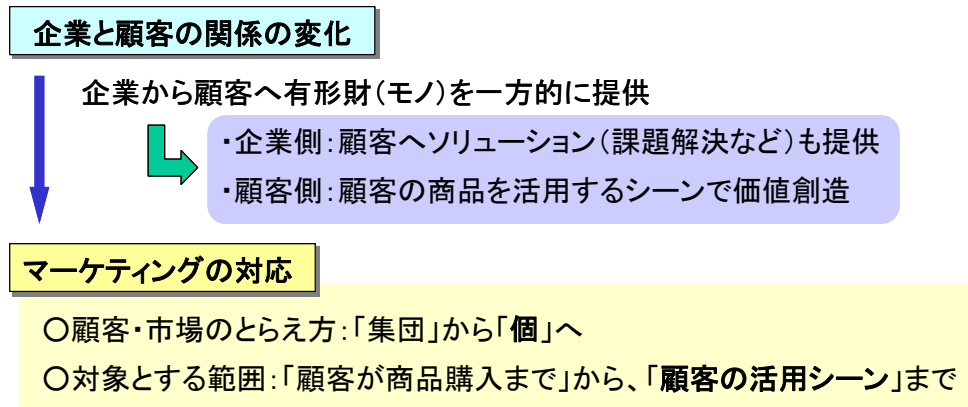 企業と顧客の関係の変化
企業から顧客へ有形財(モノ)を一方的に提供
・企業側:顧客へソリューション(課題解決など)も提供
・顧客側:顧客の商品を活用するシーンで価値創造
マーケティングの対応
○顧客・市場のとらえ方:「集団」から「個」へ
○対象とする範囲:「顧客が商品購入まで」から、「顧客の活用シーン」まで